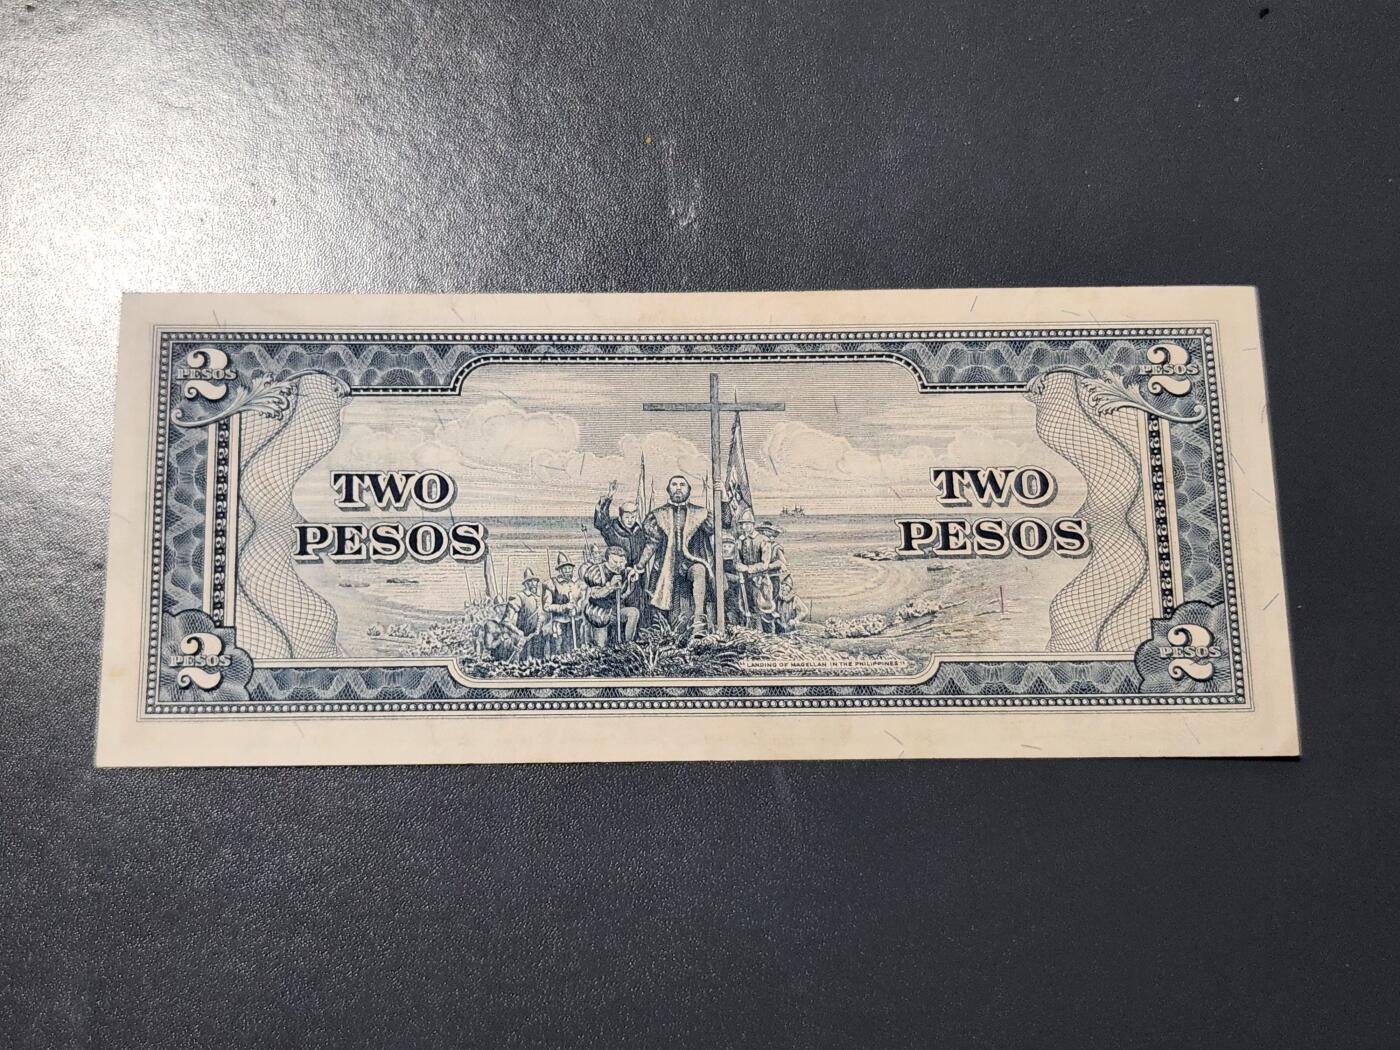 2
PESOS
2
PESOS
TWO
PESOS
TWO
PESOS
2
PESOS
"LANDING OF MAGELLAN IN THE PHILIPPINES"
2
PESOS